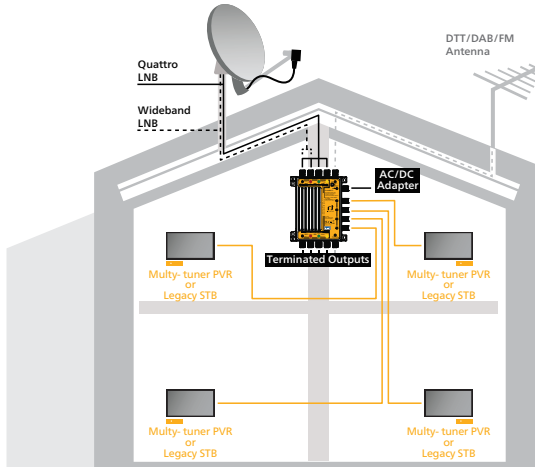 DTT/DAB/FM
Antenna
Quattro
LNB
Wideband
LNB
AC/DC
Adapter
Terminated Outputs
Multy- tuner PVR
or
Legacy STB
Multy- tuner PVR
or
Legacy STB
Multy- tuner PVR
or
Legacy STB
Multy- tuner PVR
or
Legacy STB